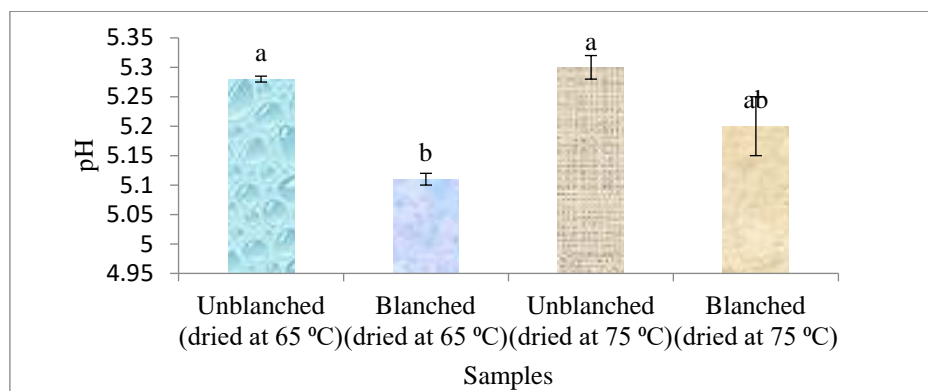 5.35
5.3
5.25
5.2
5.15
5.1
5.05
5
4.95
pH
a
b
a
ab
Unblanched
(dried at 65 ºC)
Blanched
(dried at 65 ºC)
Unblanched
(dried at 75 ºC)
Blanched
(dried at 75 ºC)
Samples